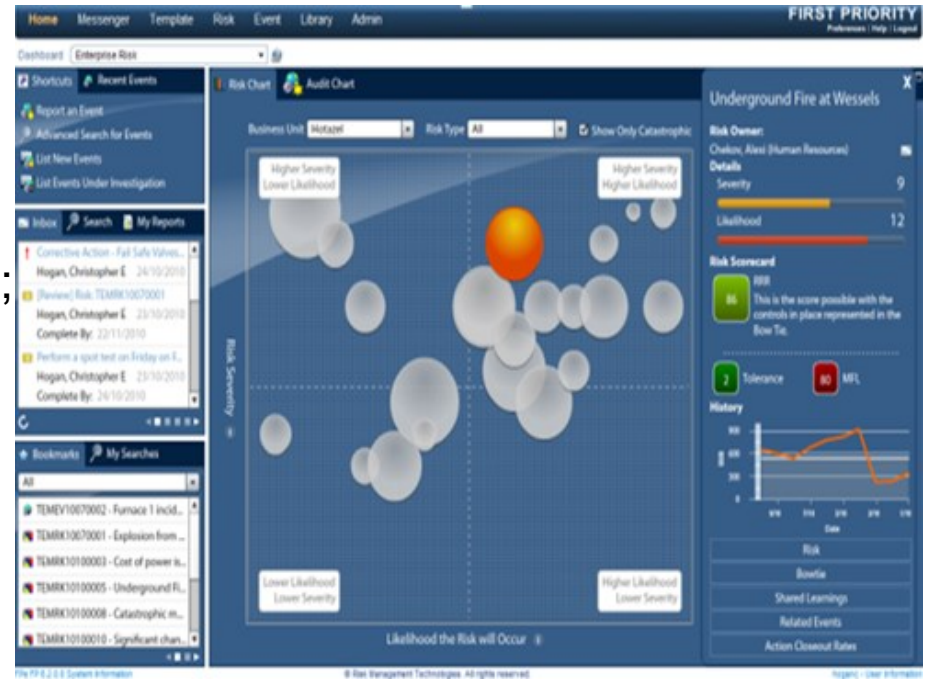 Home Messenger Template Risk Event Library Admin
FIRST PRIORITY
Preferences | Help | Logout
Dashboard Enterprise Risk
Shortcuts Recent Events
Report an Event
Advanced Search for Events
List New Events
List Events Under Investigation
Inbox Search My Reports
Corrective Action - Fail Safe Valves...
Hogan, Christopher E 24/10/2010
[Review] Risk: TEMRK10070001
Hogan, Christopher E 23/10/2010
Complete By: 22/11/2010
Perform a spot test on Friday on F...
Hogan, Christopher E 23/10/2010
Complete By: 24/10/2010
Bookmarks My Searches
All
TEMEV10070002 - Furnace 1 incid...
TEMRK10070001 - Explosion from ...
TEMRK10100003 - Cost of power is...
TEMRK10100005 - Underground Fi...
TEMRK10100008 - Catastrophic m...
TEMRK10100010 - Significant chan...
;
Risk Chart Audit Chart
Business Unit Hotazel Risk Type All Show Only Catastrophic
Higher Severity
Lower Likelihood
Higher Severity
Higher Likelihood
Risk Severity
Lower Likelihood
Lower Severity
Higher Likelihood
Lower Severity
Likelihood the Risk will Occur
X
Underground Fire at Wessels
Risk Owner:
Chekov, Alexi (Human Resources)
Details
Severity 9
Likelihood 12
Risk Scorecard
86 RRR
This is the score possible with the
controls in place represented in the
Bow Tie.
2 Tolerance 80 MFL
History
900
600
300
0
Date
Risk
Bowtie
Shared Learnings
Related Events
Action Closeout Rates
System Information
© Risk Management Technologies. All rights reserved.
hoganc - User Information